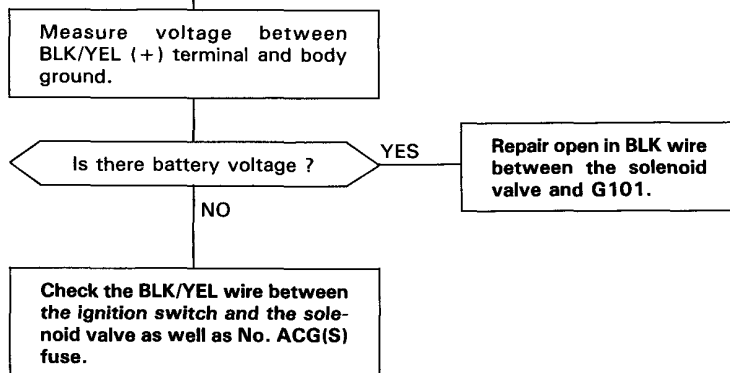 Measure voltage between
BLK/YEL (+) terminal and body
ground.
Is there battery voltage ?
YES
Repair open in BLK wire
between the solenoid
valve and G101.
NO
Check the BLK/YEL wire between
the ignition switch and the sole-
noid valve as well as No. ACG(S)
fuse.